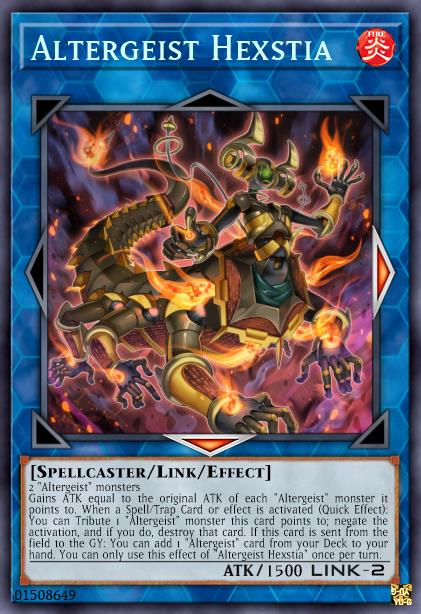 ALTERGEIST HEXSTIA
FIRE
炎
[SPELLCASTER/LINK/EFFECT]
2 "Altergeist" monsters
Gains ATK equal to the original ATK of each "Altergeist" monster it
points to. When a Spell/Trap Card or effect is activated (Quick Effect):
You can Tribute 1 "Altergeist" monster this card points to; negate the
activation, and if you do, destroy that card. If this card is sent from the
field to the GY: You can add 1 "Altergeist" card from your Deck to your
hand. You can only use this effect of "Altergeist Hexstia" once per turn.
ATK/1500 LINK-2
01508649